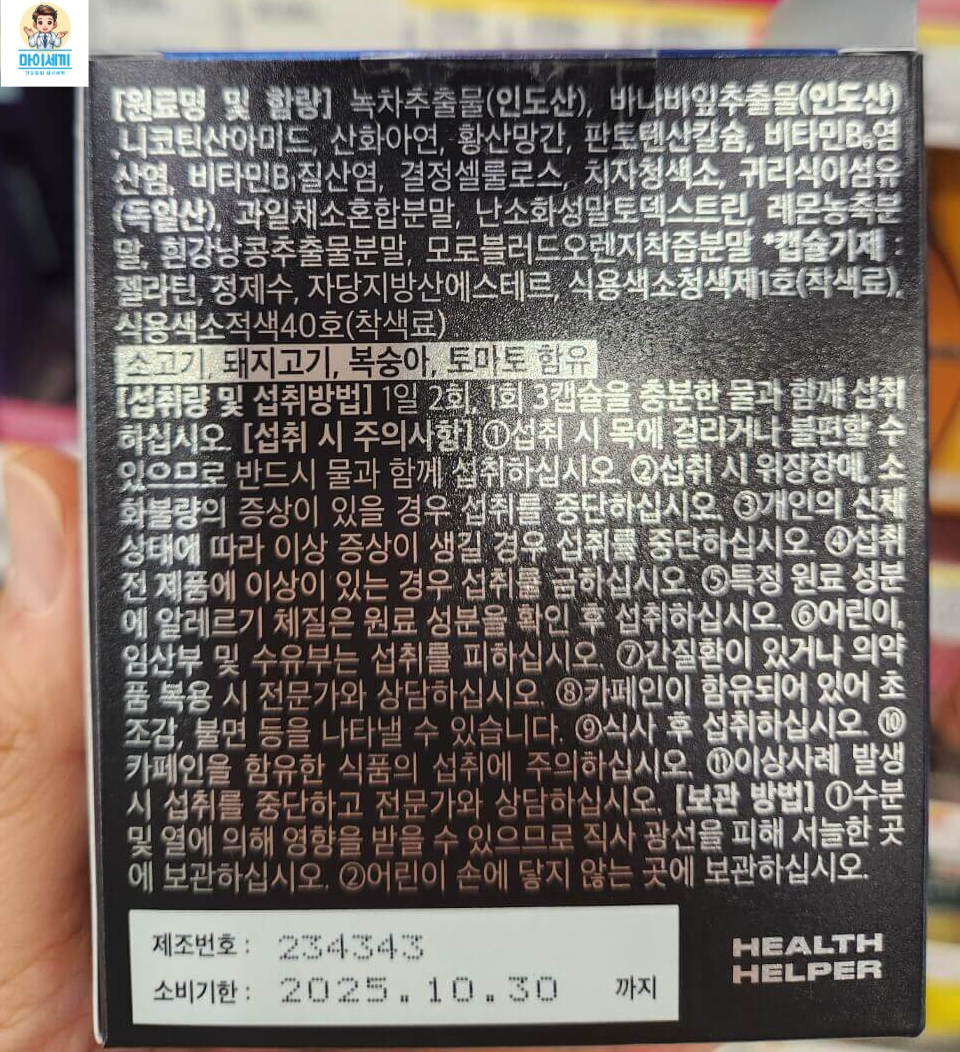 마이세끼
[원료명 및 함량] 녹차추출물(인도산), 바나바잎추출물(인도산)
,니코틴산아미드, 산화아연, 황산망간, 판토텐산칼슘, 비타민B₆염
산염, 비타민B₁질산염, 결정셀룰로스, 치자청색소, 귀리식이섬유
(독일산), 과일채소혼합분말, 난소화성말토덱스트린, 레몬농축분
말, 흰강낭콩추출물분말, 모로블러드오렌지착즙분말 *캡슐기제 :
젤라틴, 정제수, 자당지방산에스테르, 식용색소청색제1호(착색료),
식용색소적색40호(착색료)
소고기, 돼지고기, 복숭아, 토마토 함유
[섭취량 및 섭취방법] 1일 2회, 1회 3캡슐을 충분한 물과 함께 섭취
하십시오. [섭취 시 주의사항] ①섭취 시 목에 걸리거나 불편할 수
있으므로 반드시 물과 함께 섭취하십시오. ②섭취 시 위장장애, 소
화불량의 증상이 있을 경우 섭취를 중단하십시오. ③개인의 신체
상태에 따라 이상 증상이 생길 경우 섭취를 중단하십시오. ④섭취
전 제품에 이상이 있는 경우 섭취를 금하십시오. ⑤특정 원료 성분
에 알레르기 체질은 원료 성분을 확인 후 섭취하십시오. ⑥어린이,
임산부 및 수유부는 섭취를 피하십시오. ⑦간질환이 있거나 의약
품 복용 시 전문가와 상담하십시오. ⑧카페인이 함유되어 있어 초
조감, 불면 등을 나타낼 수 있습니다. ⑨식사 후 섭취하십시오. ⑩
카페인을 함유한 식품의 섭취에 주의하십시오. ⑪이상사례 발생
시 섭취를 중단하고 전문가와 상담하십시오. [보관 방법] ①수분
및 열에 의해 영향을 받을 수 있으므로 직사 광선을 피해 서늘한 곳
에 보관하십시오. ②어린이 손에 닿지 않는 곳에 보관하십시오.
제조번호 : 234343
소비기한 : 2025.10.30 까지
HEALTH
HELPER